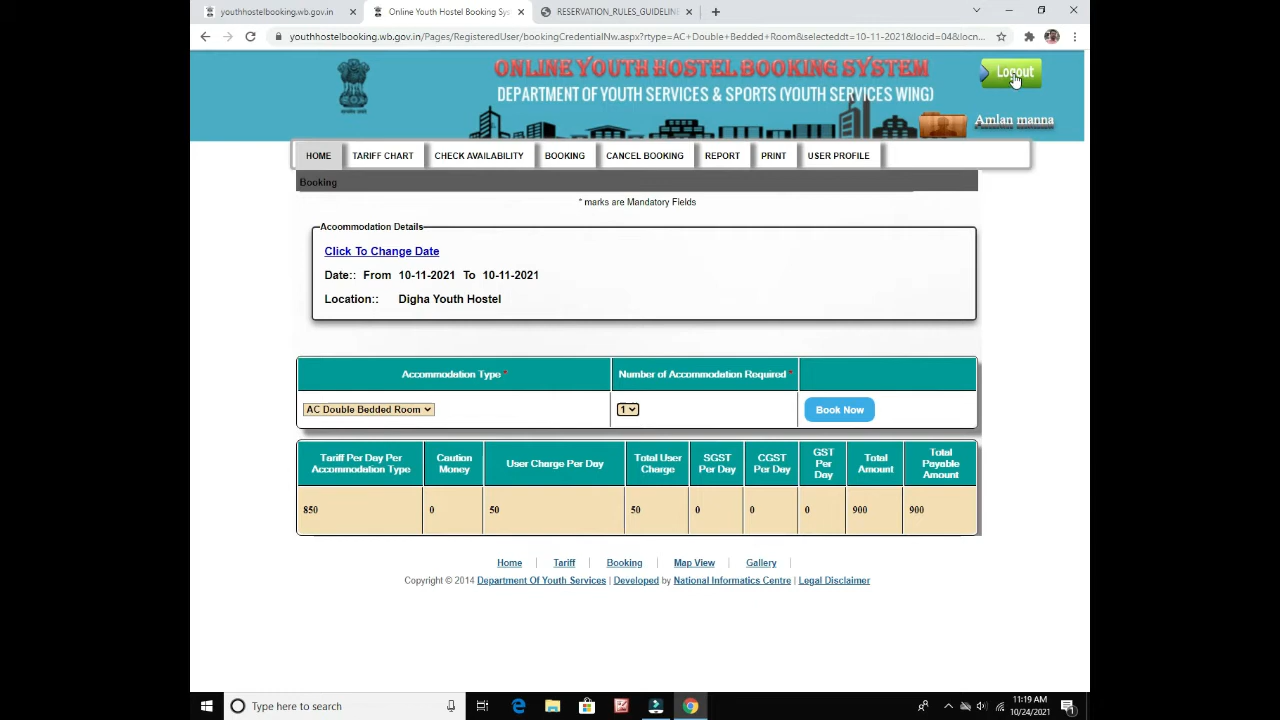 youthhostelbooking.wb.gov.in
Online Youth Hostel Booking Sy
RESERVATION_RULES_GUIDELIN
youthhostelbooking.wb.gov.in/Pages/RegisteredUser/bookingCredentialNw.aspx?rtype=AC+Double+Bedded+Room&selecteddt=10-11-2021&locid=04&locn...
ONLINE YOUTH HOSTEL BOOKING SYSTEM
DEPARTMENT OF YOUTH SERVICES & SPORTS (YOUTH SERVICES WING)
Logout
Amlan manna
HOME TARIFF CHART CHECK AVAILABILITY BOOKING CANCEL BOOKING REPORT PRINT USER PROFILE
Booking
* marks are Mandatory Fields
Accommodation Details
Click To Change Date
Date:: From 10-11-2021 To 10-11-2021
Location:: Digha Youth Hostel
Accommodation Type * Number of Accommodation Required *
AC Double Bedded Room 1 Book Now
Tariff Per Day Per Accommodation Type Caution Money User Charge Per Day Total User Charge SGST Per Day CGST Per Day GST Per Day Total Amount Total Payable Amount
850 0 50 50 0 0 0 900 900
Home Tariff Booking Map View Gallery
Copyright © 2014 Department Of Youth Services | Developed by National Informatics Centre | Legal Disclaimer
Type here to search
11:19 AM
10/24/2021